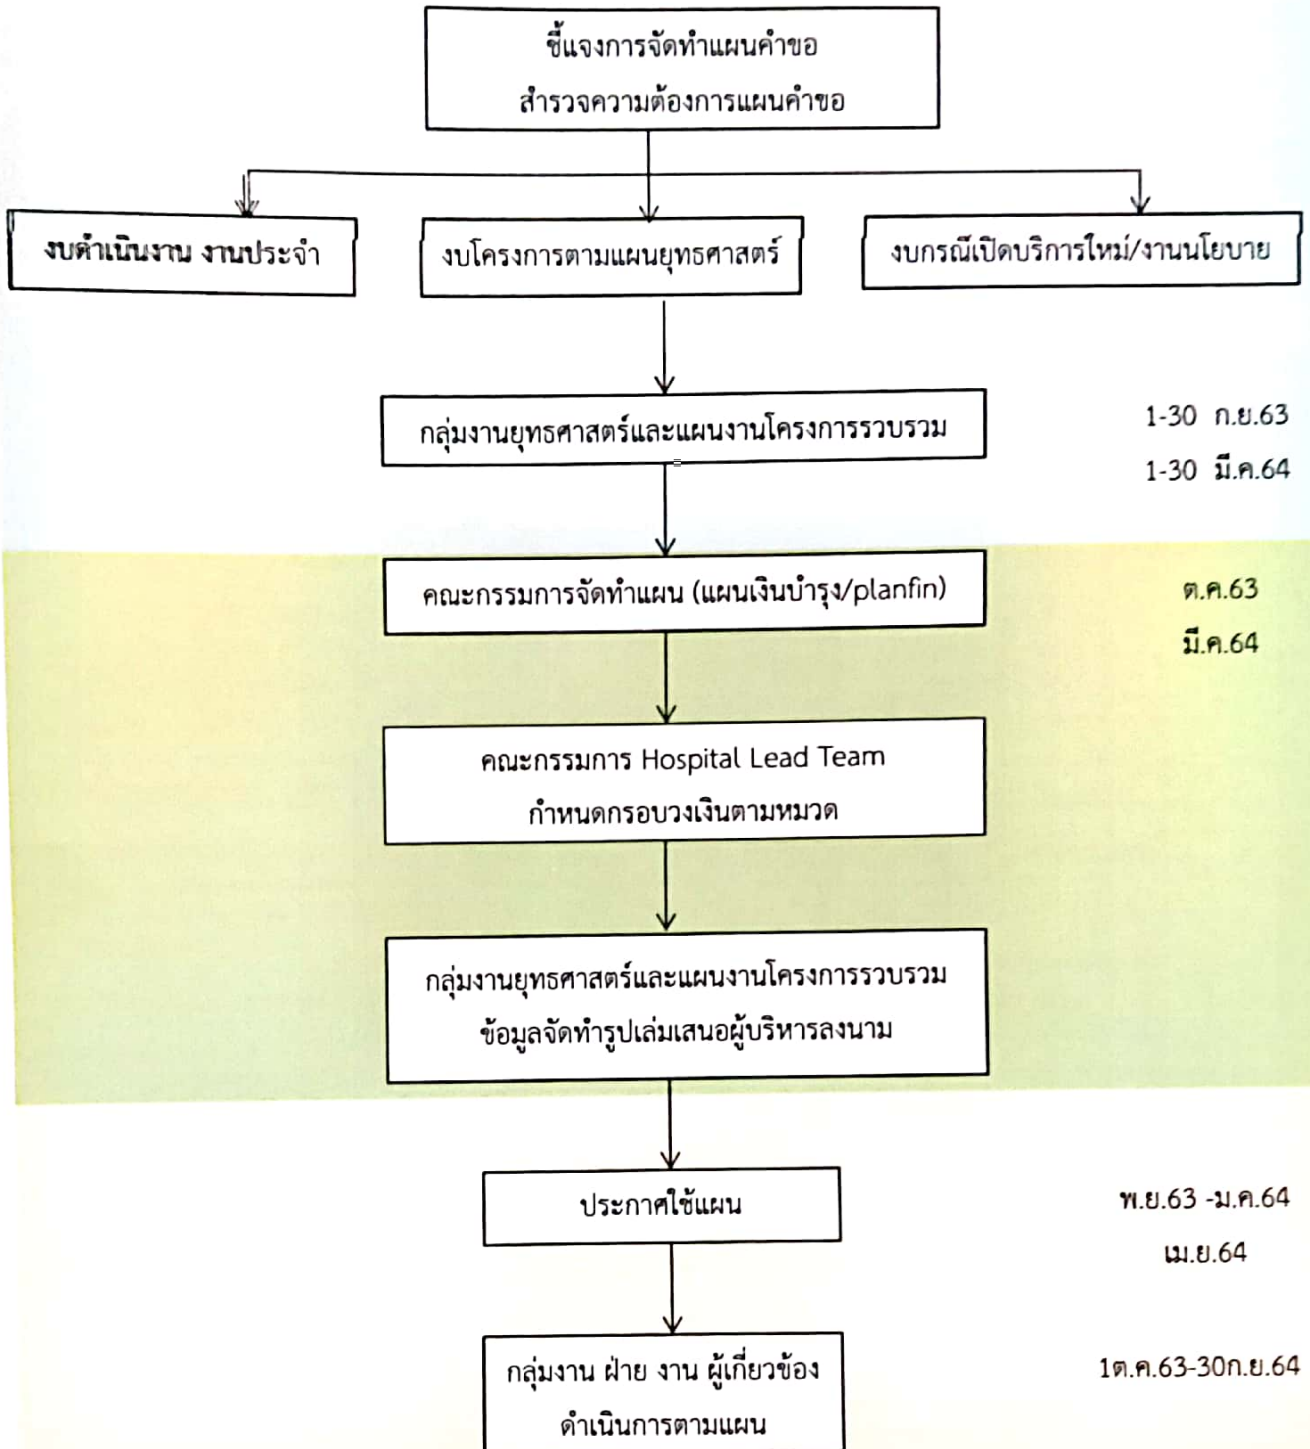 ชี้แจงการจัดทำแผนคำขอ
สำรวจความต้องการแผนคำขอ
งบดำเนินงาน งานประจำ
งบโครงการตามแผนยุทธศาสตร์
งบกรณีเปิดบริการใหม่/งานนโยบาย
กลุ่มงานยุทธศาสตร์และแผนงานโครงการรวบรวม
1-30 ก.ย.63
1-30 มี.ค.64
คณะกรรมการจัดทำแผน (แผนเงินบำรุง/planfin)
ต.ค.63
มี.ค.64
คณะกรรมการ Hospital Lead Team
กำหนดกรอบวงเงินตามหมวด
กลุ่มงานยุทธศาสตร์และแผนงานโครงการรวบรวม
ข้อมูลจัดทำรูปเล่มเสนอผู้บริหารลงนาม
ประกาศใช้แผน
พ.ย.63 -ม.ค.64
เม.ย.64
กลุ่มงาน ฝ่าย งาน ผู้เกี่ยวข้อง
ดำเนินการตามแผน
1ต.ค.63-30ก.ย.64